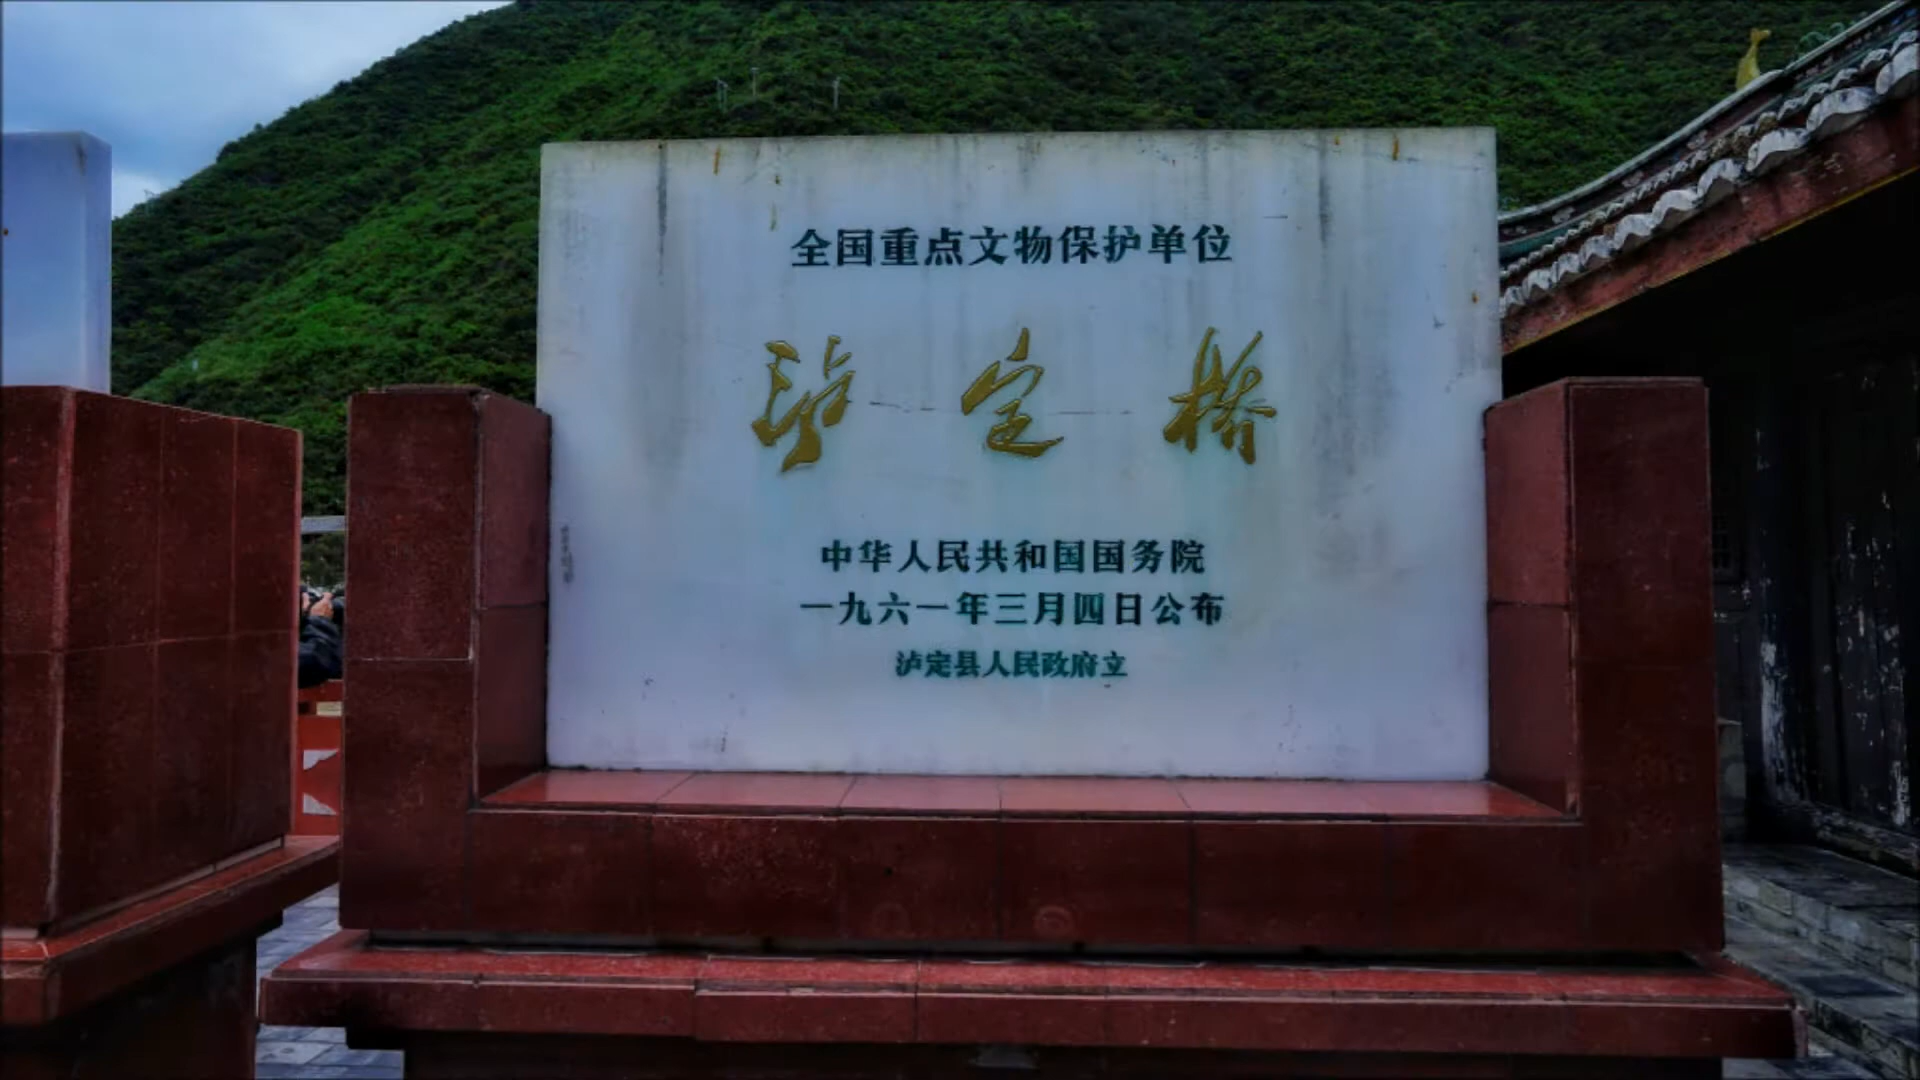 全国重点文物保护单位
泸定桥
中华人民共和国国务院
一九六一年三月四日公布
泸定县人民政府立